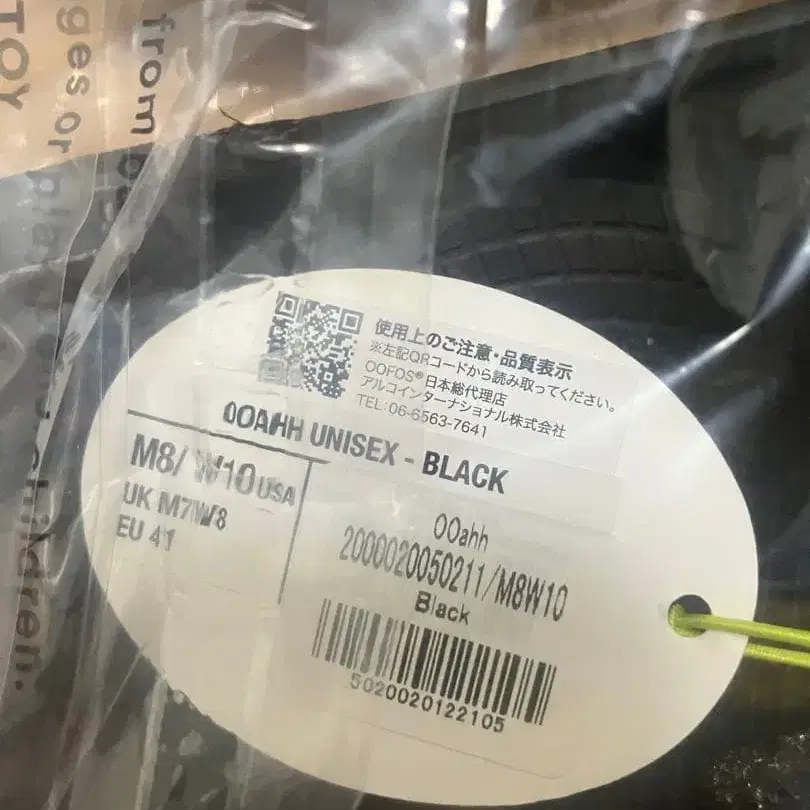 使用上のご注意・品質表示
※左記QRコードから読み取ってください。
OOFOS®日本総代理店
アルコインターナショナル株式会社
TEL:06-6563-7641
OOAHH UNISEX - BLACK
M8/ W10 USA
UK M7/W8
EU 41
OOahh
2000020050211/M8W10
Black
5020020122105
from
ges or
TOY
children.